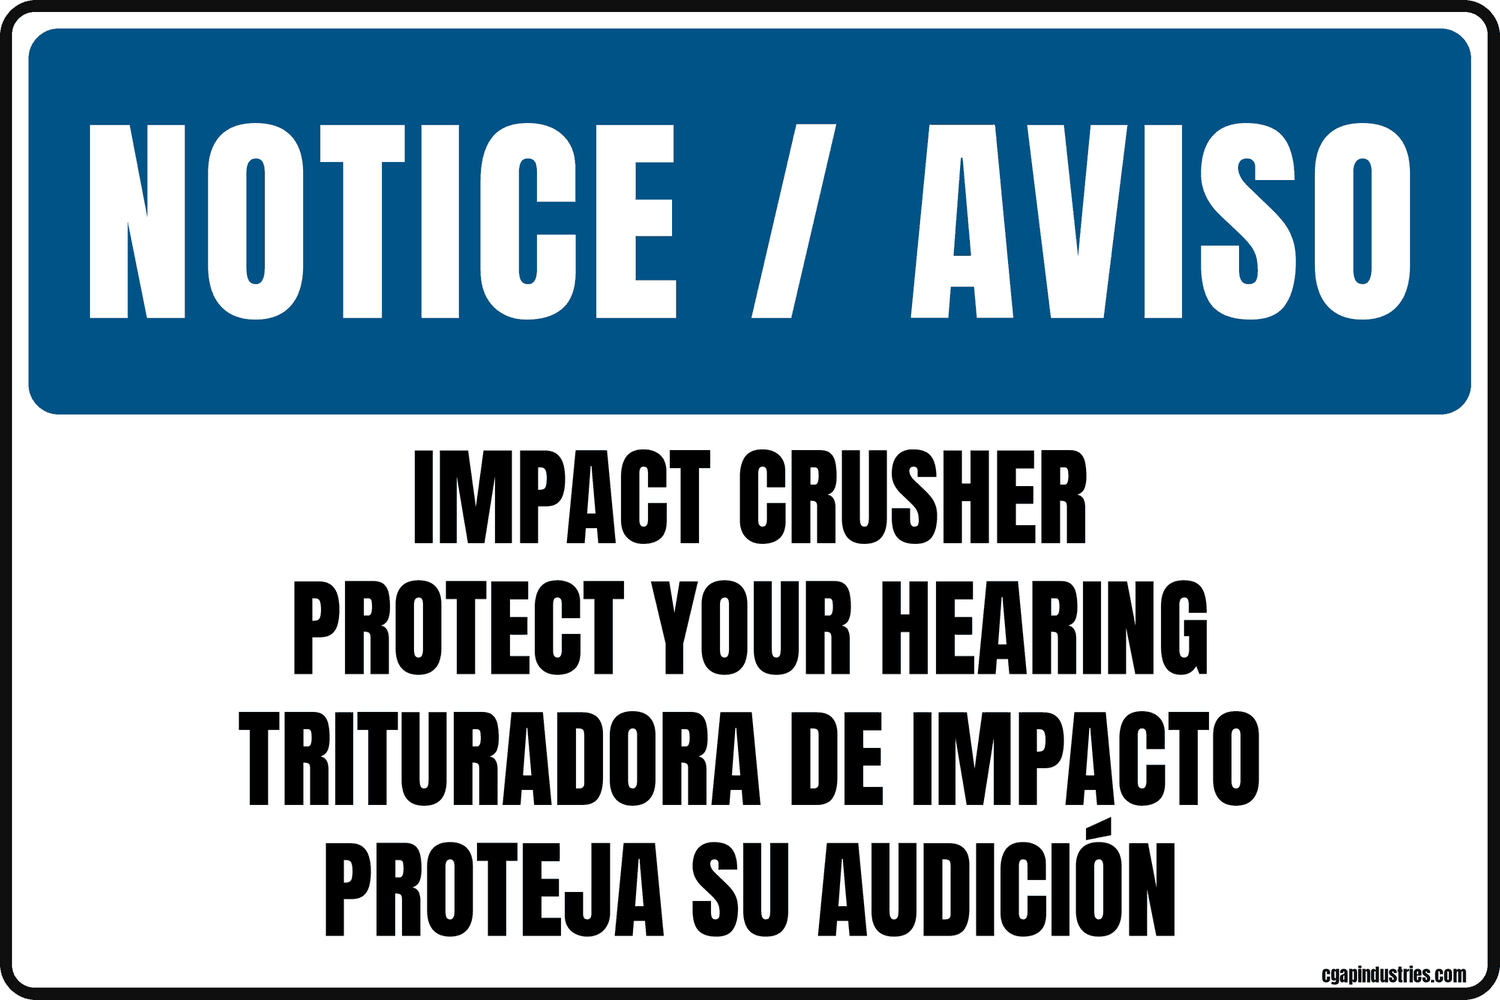 NOTICE / AVISO
IMPACT CRUSHER
PROTECT YOUR HEARING
TRITURADORA DE IMPACTO
PROTEJA SU AUDICIÓN
cgapindustries.com